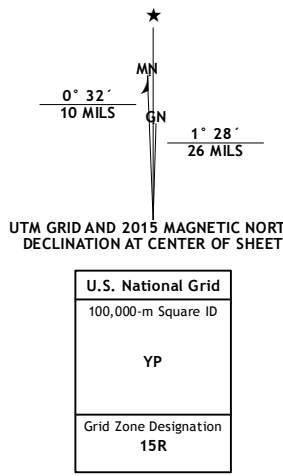 MN
0° 32´
10 MILS
GN
1° 28´
26 MILS
UTM GRID AND 2015 MAGNETIC NORT
DECLINATION AT CENTER OF SHEET
U.S. National Grid
100,000-m Square ID
YP
Grid Zone Designation
15R